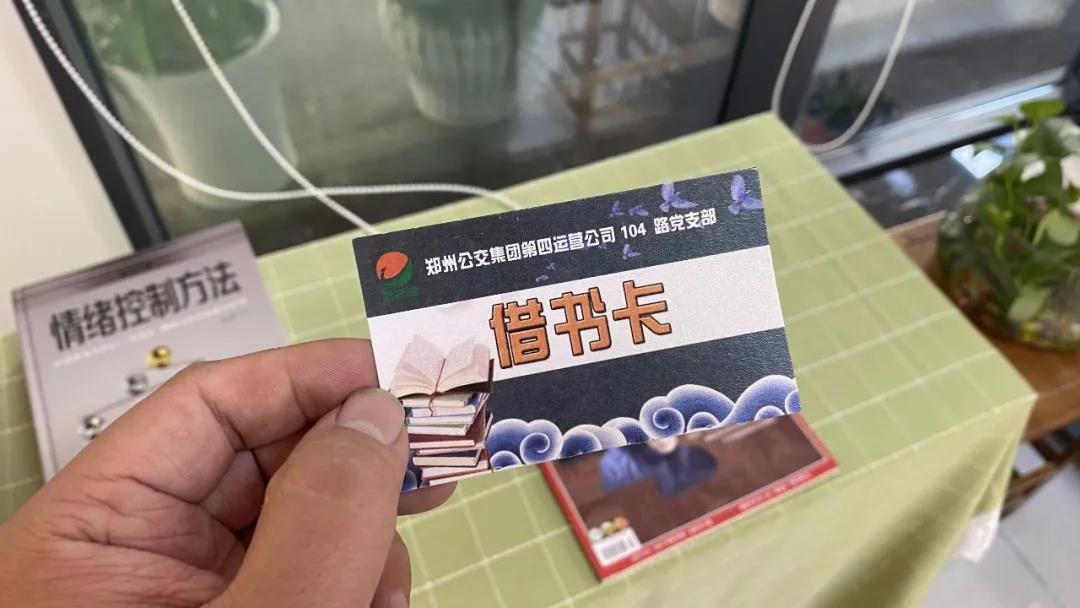 郑州公交集团第四运营公司 104 路党支部
借书卡
情绪控制方法